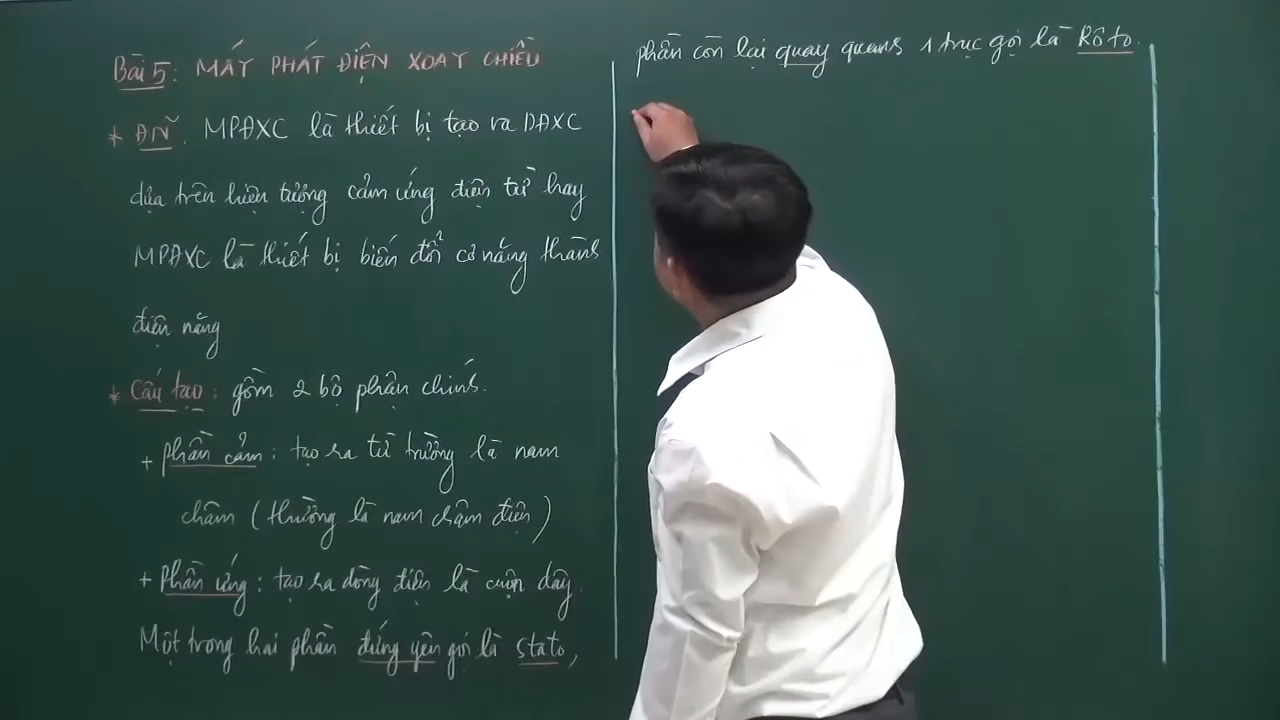 Bài 5: MÁY PHÁT ĐIỆN XOAY CHIỀU
* ĐN. MPĐXC là thiết bị tạo ra DĐXC
dựa trên hiện tượng cảm ứng điện từ hay
MPĐXC là thiết bị biến đổi cơ năng thành
điện năng
* Cấu tạo: gồm 2 bộ phận chính.
+ phần cảm: tạo ra từ trường là nam
châm (thường là nam châm điện)
+ Phần ứng: tạo ra dòng điện là cuộn dây.
Một trong hai phần đứng yên gọi là stato,
phần còn lại quay quanh 1 trục gọi là Rôto.